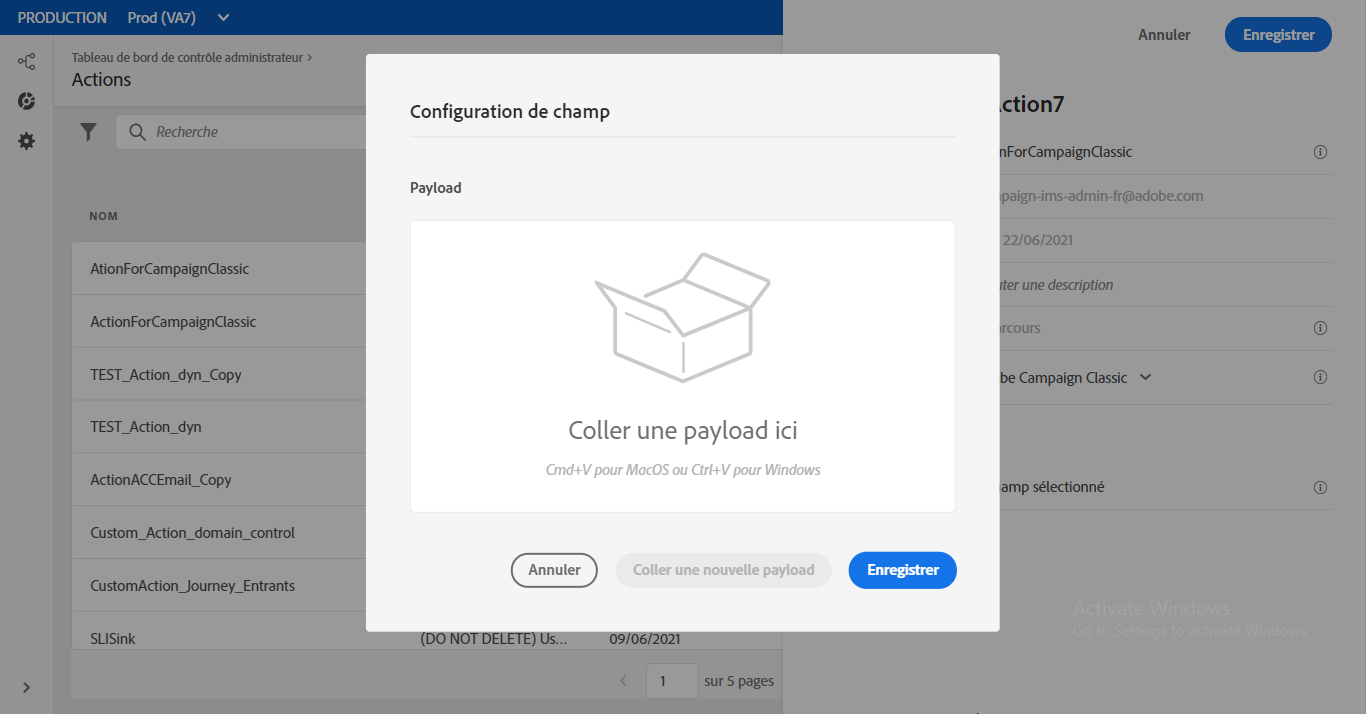 PRODUCTION Prod (VA7)
Annuler Enregistrer
Tableau de bord de contrôle administrateur >
Actions
Recherche
NOM
AtionForCampaignClassic
ActionForCampaignClassic
TEST_Action_dyn_Copy
TEST_Action_dyn
ActionACCEmail_Copy
Custom_Action_domain_control
CustomAction_Journey_Entrants
SLISink (DO NOT DELETE) Us... 09/06/2021
1 sur 5 pages
Configuration de champ
Payload
Coller une payload ici
Cmd+V pour MacOS ou Ctrl+V pour Windows
Annuler Coller une nouvelle payload Enregistrer
ction7
nForCampaignClassic
paign-ims-admin-fr@adobe.com
22/06/2021
uter une description
arcours
be Campaign Classic
amp sélectionné
Activate Windows
Go to Settings to activate Windows.